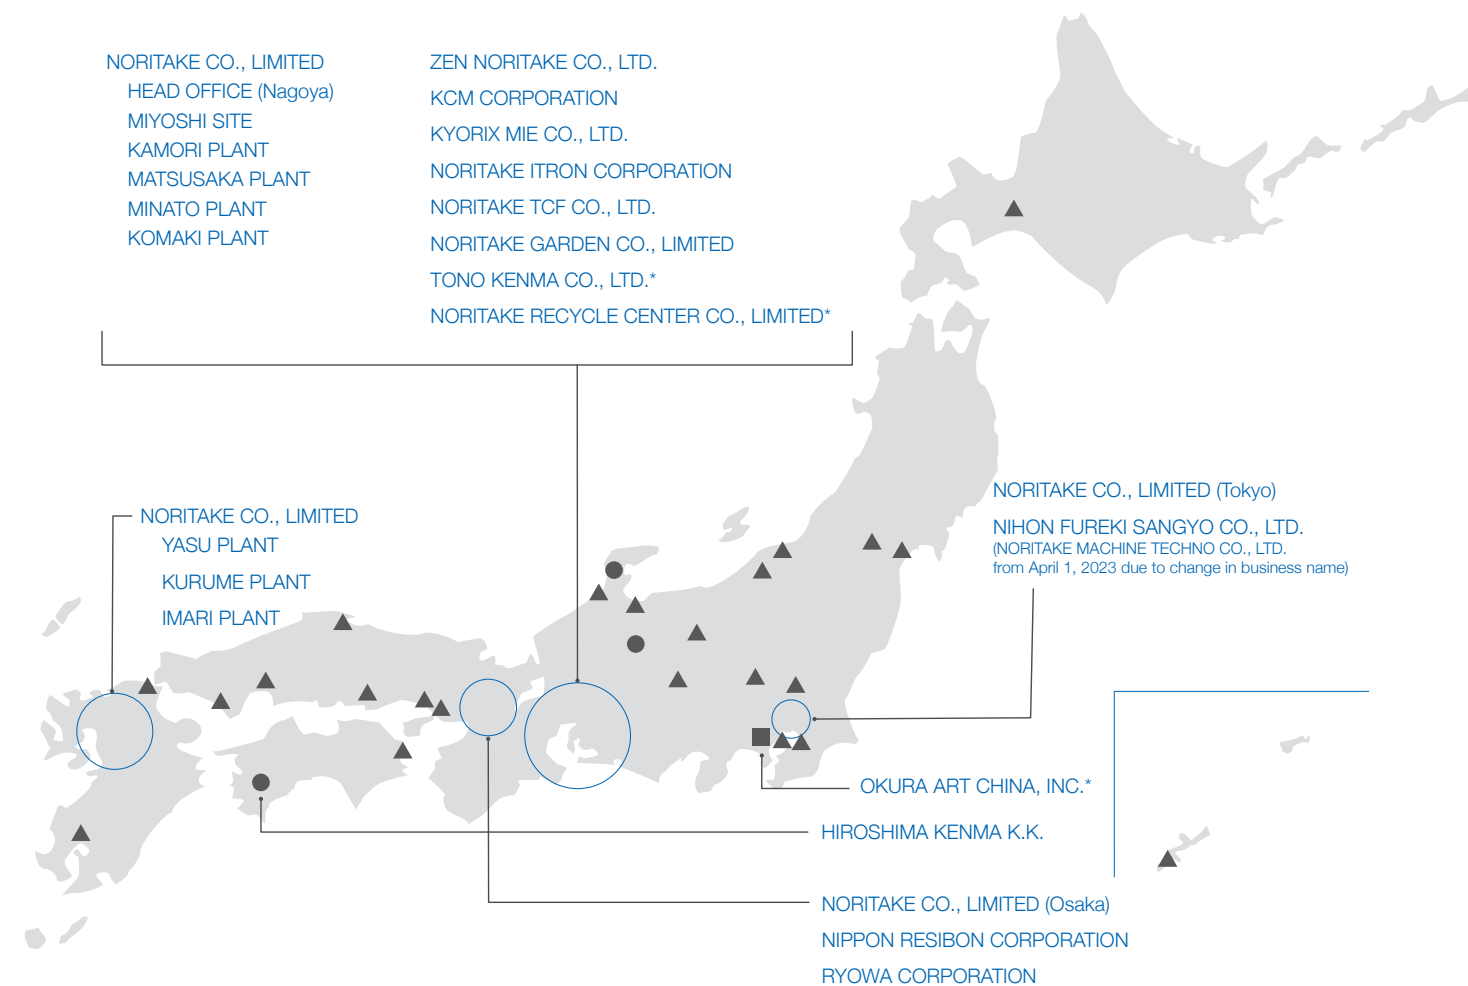 NORITAKE CO., LIMITED
HEAD OFFICE (Nagoya)
MIYOSHI SITE
KAMORI PLANT
MATSUSAKA PLANT
MINATO PLANT
KOMAKI PLANT
ZEN NORITAKE CO., LTD.
KCM CORPORATION
KYORIX MIE CO., LTD.
NORITAKE ITRON CORPORATION
NORITAKE TCF CO., LTD.
NORITAKE GARDEN CO., LIMITED
TONO KENMA CO., LTD.*
NORITAKE RECYCLE CENTER CO., LIMITED*
NORITAKE CO., LIMITED
YASU PLANT
KURUME PLANT
IMARI PLANT
NORITAKE CO., LIMITED (Tokyo)
NIHON FUREKI SANGYO CO., LTD.
(NORITAKE MACHINE TECHNO CO., LTD.
from April 1, 2023 due to change in business name)
OKURA ART CHINA, INC.*
HIROSHIMA KENMA K.K.
NORITAKE CO., LIMITED (Osaka)
NIPPON RESIBON CORPORATION
RYOWA CORPORATION